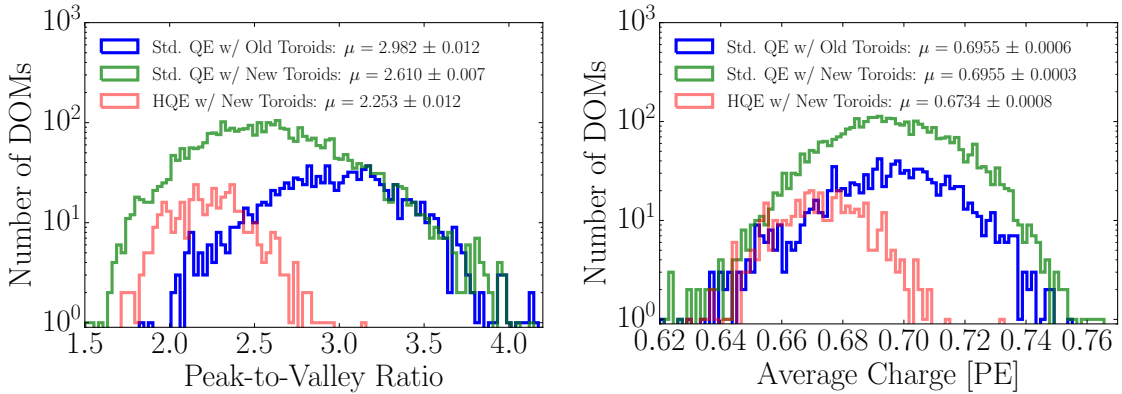 Std. QE w/ Old Toroids: μ = 2.982 ± 0.012
Std. QE w/ New Toroids: μ = 2.610 ± 0.007
HQE w/ New Toroids: μ = 2.253 ± 0.012
Number of DOMs
10³
10²
10¹
10⁰
1.5 2.0 2.5 3.0 3.5 4.0
Peak-to-Valley Ratio
Std. QE w/ Old Toroids: μ = 0.6955 ± 0.0006
Std. QE w/ New Toroids: μ = 0.6955 ± 0.0003
HQE w/ New Toroids: μ = 0.6734 ± 0.0008
Number of DOMs
10³
10²
10¹
10⁰
0.62 0.64 0.66 0.68 0.70 0.72 0.74 0.76
Average Charge [PE]